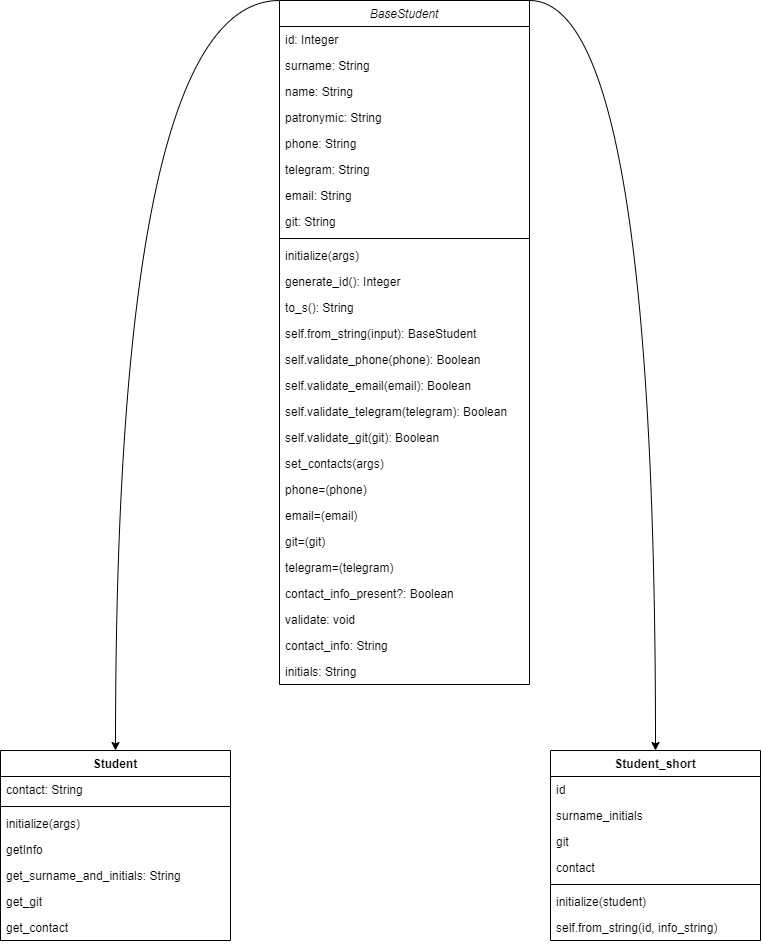 BaseStudent
id: Integer
surname: String
name: String
patronymic: String
phone: String
telegram: String
email: String
git: String
initialize(args)
generate_id(): Integer
to_s(): String
self.from_string(input): BaseStudent
self.validate_phone(phone): Boolean
self.validate_email(email): Boolean
self.validate_telegram(telegram): Boolean
self.validate_git(git): Boolean
set_contacts(args)
phone=(phone)
email=(email)
git=(git)
telegram=(telegram)
contact_info_present?: Boolean
validate: void
contact_info: String
initials: String
Student
contact: String
initialize(args)
getInfo
get_surname_and_initials: String
get_git
get_contact
Student_short
id
surname_initials
git
contact
initialize(student)
self.from_string(id, info_string)